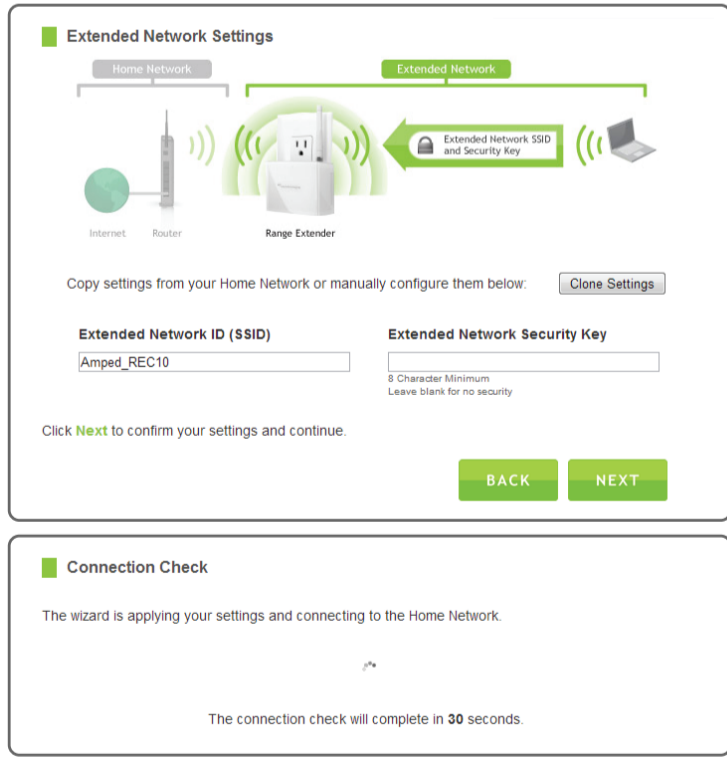 Extended Network Settings
Home Network
Extended Network
Extended Network SSID
and Security Key
Internet
Router
Range Extender
Copy settings from your Home Network or manually configure them below:
Clone Settings
Extended Network ID (SSID)
Extended Network Security Key
Amped_REC10
8 Character Minimum
Leave blank for no security
Click Next to confirm your settings and continue.
BACK
NEXT
Connection Check
The wizard is applying your settings and connecting to the Home Network.
The connection check will complete in 30 seconds.